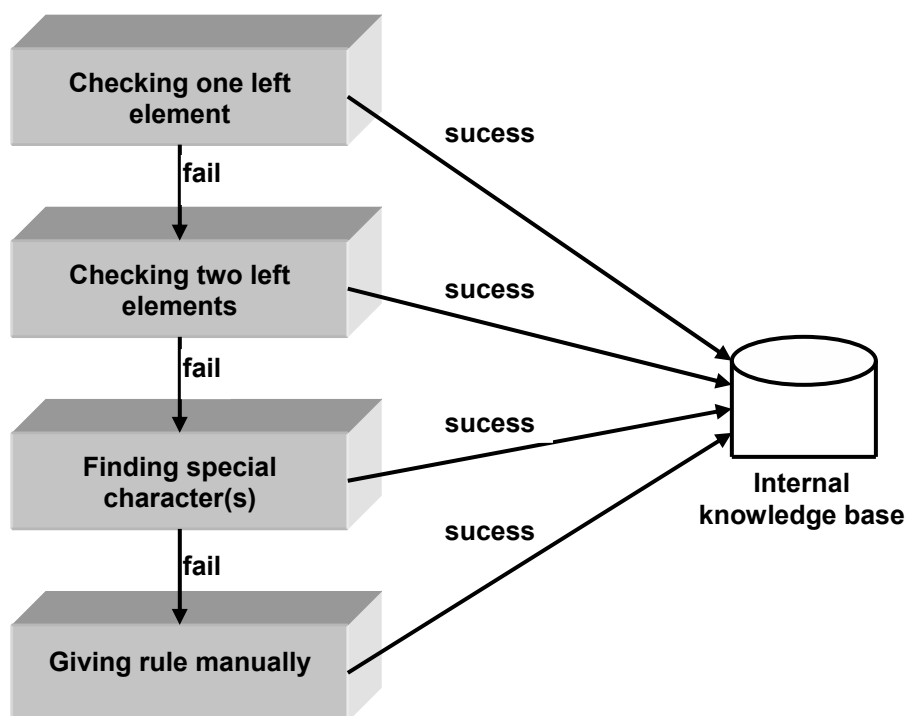 Checking one left
element
sucess
fail
Checking two left
elements
sucess
fail
Finding special
character(s)
sucess
Internal
knowledge base
sucess
fail
Giving rule manually